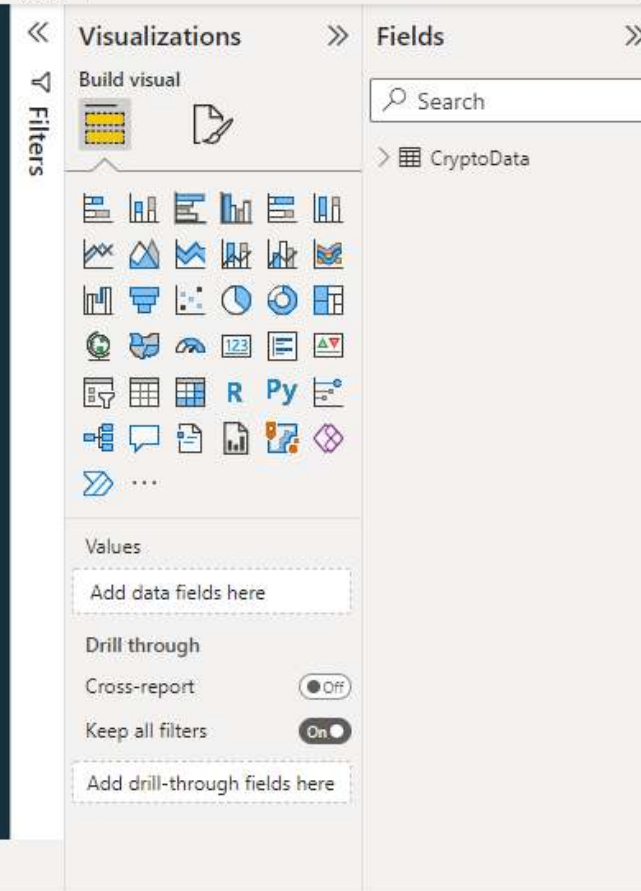 Filters
Visualizations
Build visual
123
R
Py
...
Values
Add data fields here
Drill through
Cross-report
Off
Keep all filters
On
Add drill-through fields here
Fields
Search
CryptoData